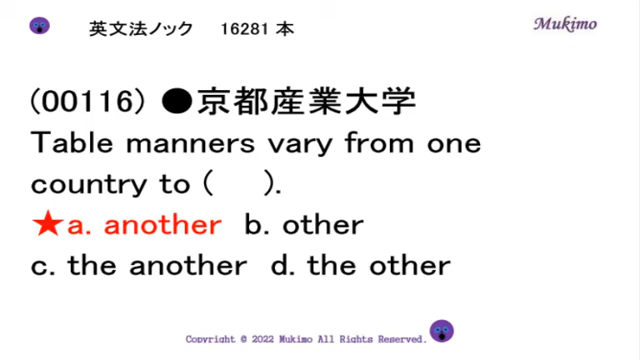 英文法ノック 16281 本
Mukimo
(00116) ●京都産業大学
Table manners vary from one
country to (    ).
★a. another b. other
c. the another d. the other
Copyright @ 2022 Mukimo All Rights Reserved.